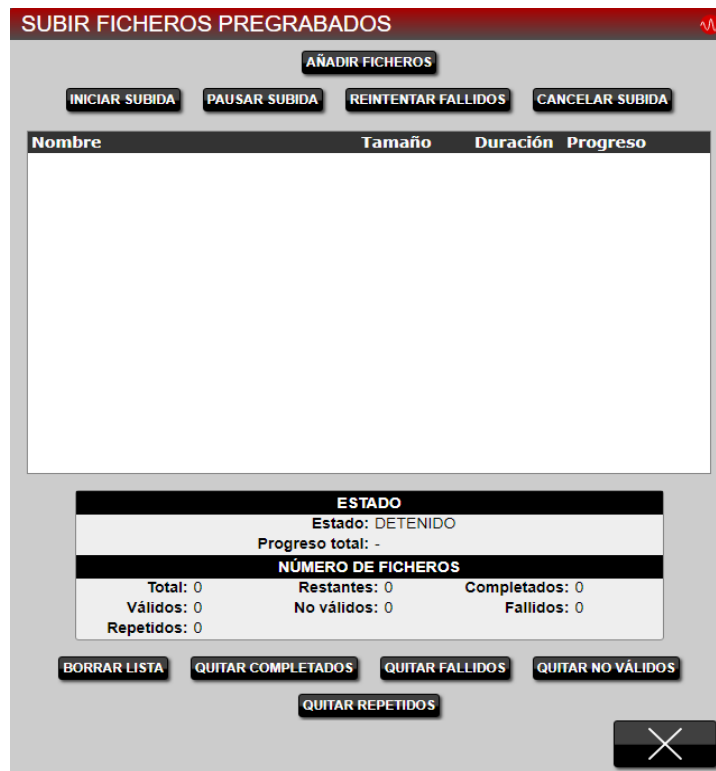 SUBIR FICHEROS PREGRABADOS
AÑADIR FICHEROS
INICIAR SUBIDA PAUSAR SUBIDA REINTENTAR FALLIDOS CANCELAR SUBIDA
Nombre Tamaño Duración Progreso
ESTADO
Estado: DETENIDO
Progreso total: -
NÚMERO DE FICHEROS
Total: 0 Restantes: 0 Completados: 0
Válidos: 0 No válidos: 0 Fallidos: 0
Repetidos: 0
BORRAR LISTA QUITAR COMPLETADOS QUITAR FALLIDOS QUITAR NO VÁLIDOS
QUITAR REPETIDOS